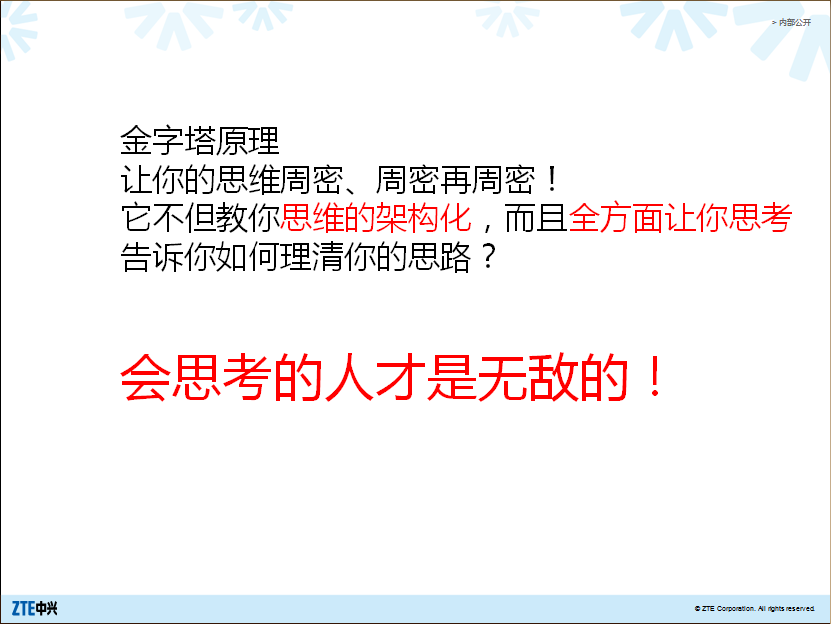 > 内部公开
金字塔原理
让你的思维周密、周密再周密！
它不但教你思维的架构化，而且全方面让你思考
告诉你如何理清你的思路？
会思考的人才是无敌的！
ZTE中兴
© ZTE Corporation. All rights reserved.